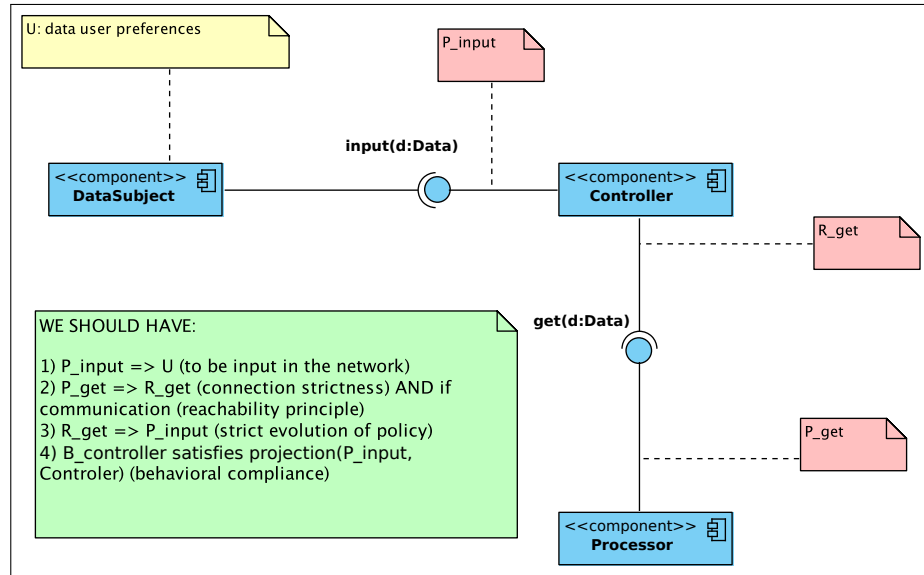 U: data user preferences
P_input
input(d:Data)
<<component>>
DataSubject
<<component>>
Controller
R_get
get(d:Data)
WE SHOULD HAVE:
1) P_input => U (to be input in the network)
2) P_get => R_get (connection strictness) AND if
communication (reachability principle)
3) R_get => P_input (strict evolution of policy)
4) B_controller satisfies projection(P_input,
Controler) (behavioral compliance)
P_get
<<component>>
Processor